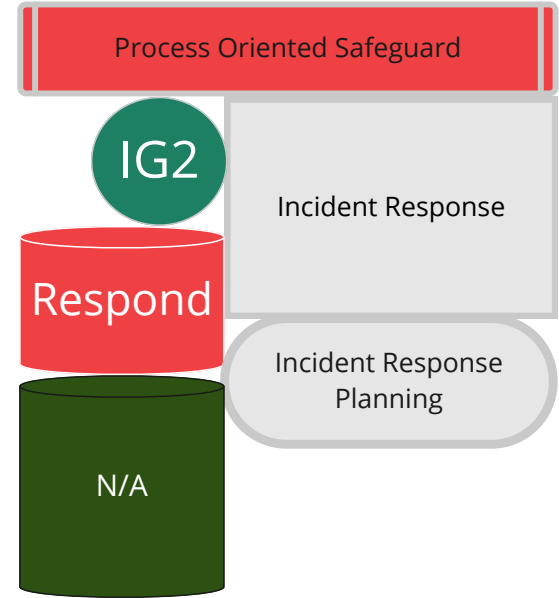 Process Oriented Safeguard
IG2
Incident Response
Respond
Incident Response
Planning
N/A